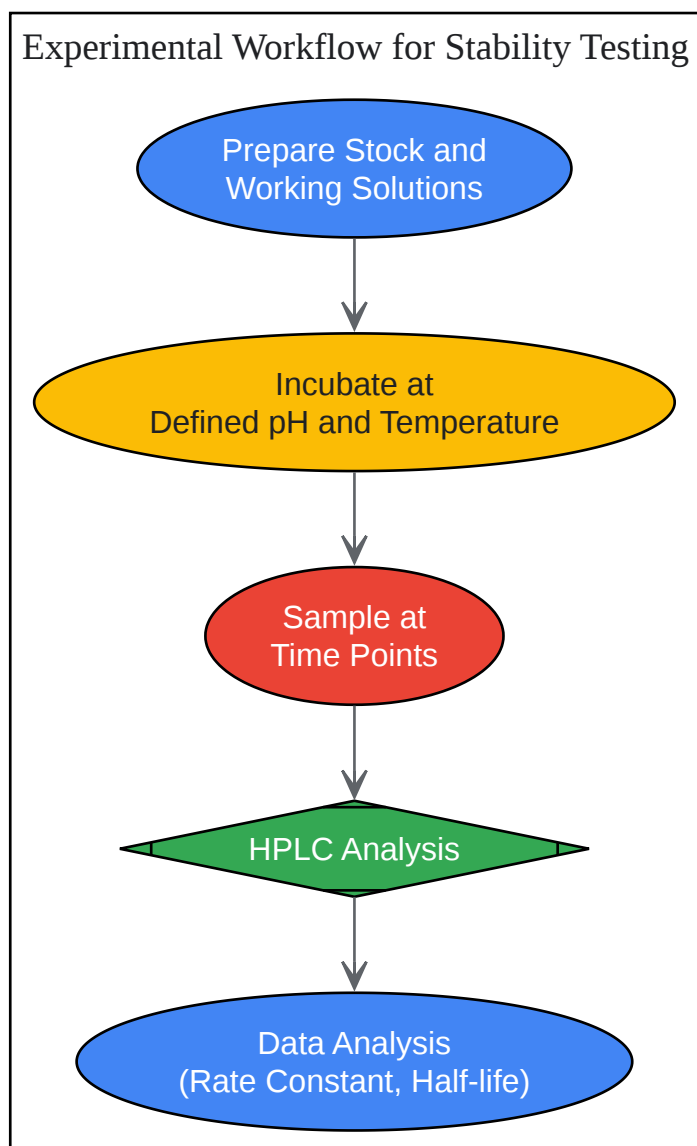 Experimental Workflow for Stability Testing
Prepare Stock and
Working Solutions
Incubate at
Defined pH and Temperature
Sample at
Time Points
HPLC Analysis
Data Analysis
(Rate Constant, Half-life)